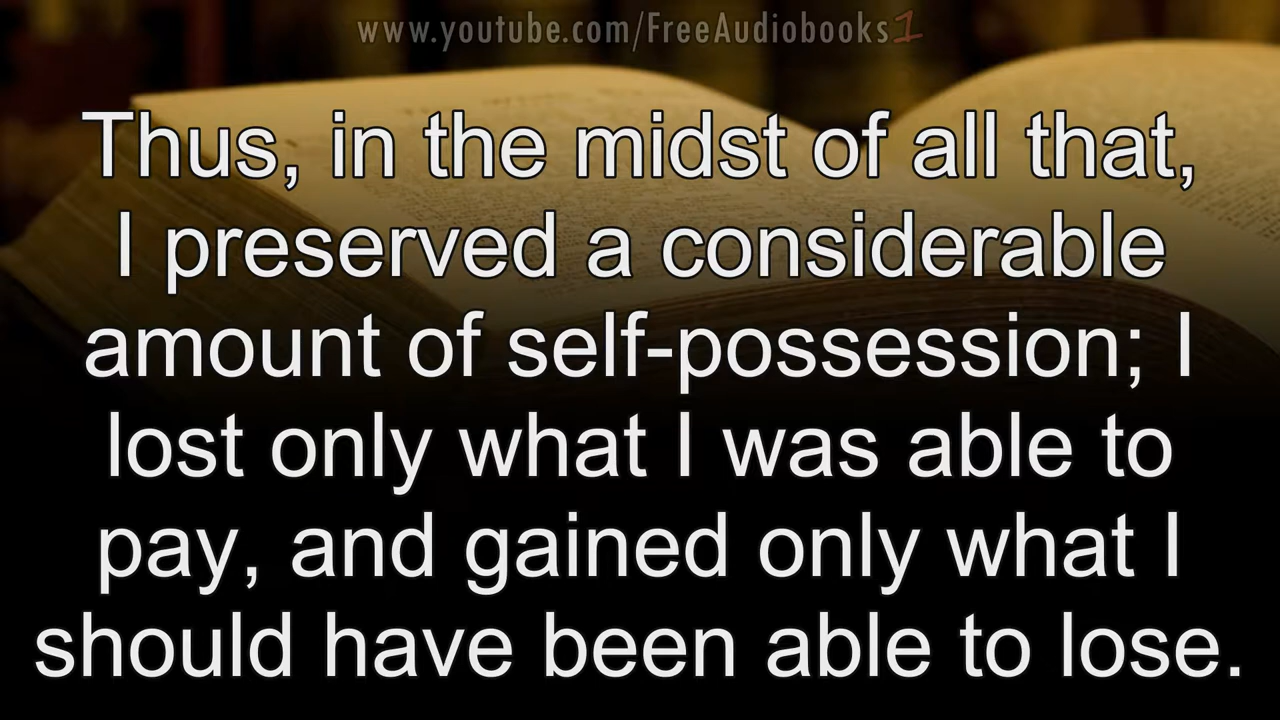 www.youtube.com/FreeAudiobooks1
Thus, in the midst of all that,
I preserved a considerable
amount of self-possession; I
lost only what I was able to
pay, and gained only what I
should have been able to lose.